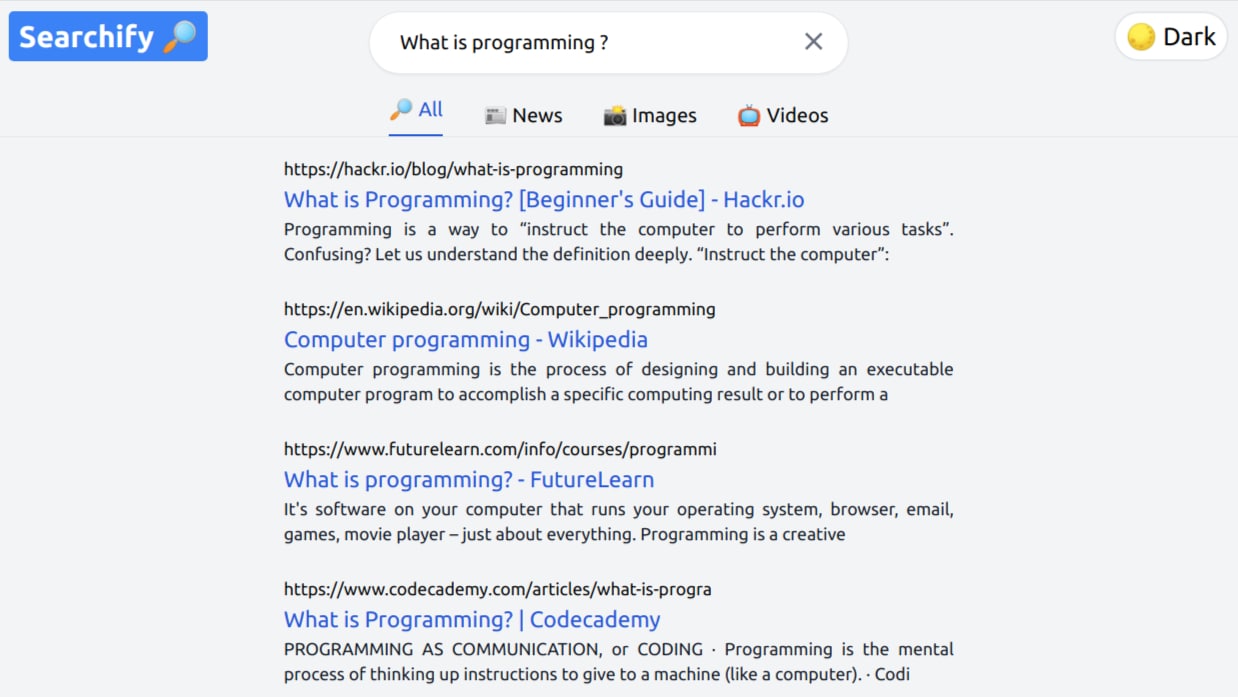 Searchify
What is programming ?
Dark
All
News
Images
Videos
https://hackr.io/blog/what-is-programming
What is Programming? [Beginner's Guide] - Hackr.io
Programming is a way to “instruct the computer to perform various tasks”.
Confusing? Let us understand the definition deeply. “Instruct the computer”:
https://en.wikipedia.org/wiki/Computer_programming
Computer programming - Wikipedia
Computer programming is the process of designing and building an executable
computer program to accomplish a specific computing result or to perform a
https://www.futurelearn.com/info/courses/programmi
What is programming? - FutureLearn
It's software on your computer that runs your operating system, browser, email,
games, movie player – just about everything. Programming is a creative
https://www.codecademy.com/articles/what-is-progra
What is Programming? | Codecademy
PROGRAMMING AS COMMUNICATION, or CODING · Programming is the mental
process of thinking up instructions to give to a machine (like a computer). · Codi